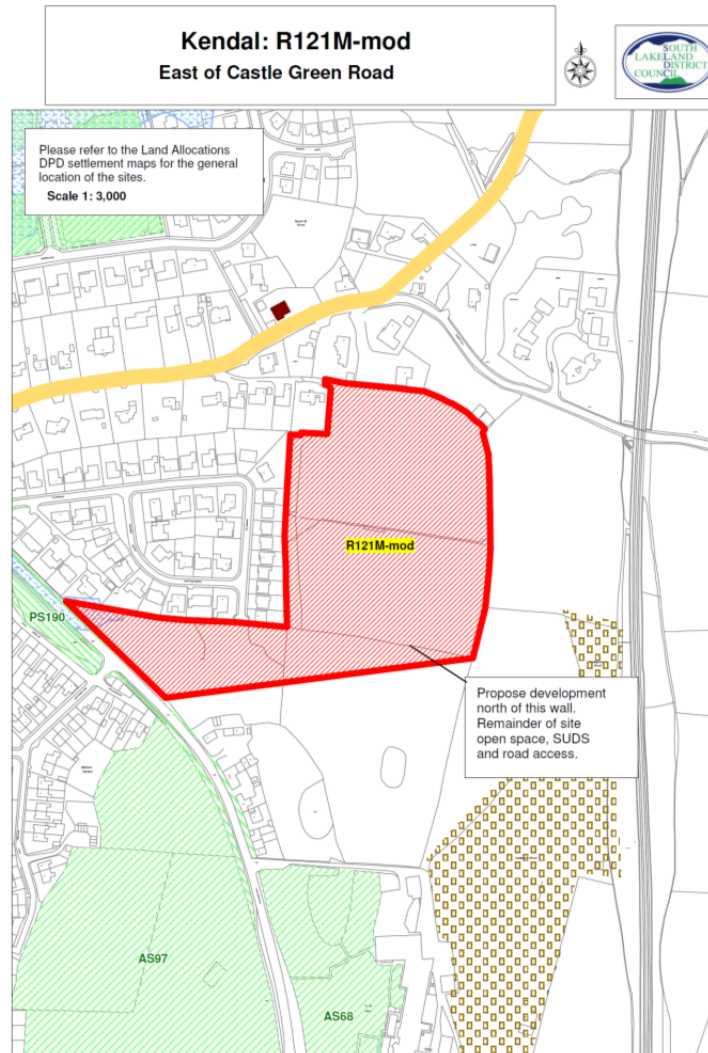 Kendal: R121M-mod
East of Castle Green Road
SOUTH
LAKELAND
DISTRICT
COUNCIL
Please refer to the Land Allocations
DPD settlement maps for the general
location of the sites.
Scale 1: 3,000
R121M-mod
PS190
Propose development
north of this wall.
Remainder of site
open space, SUDS
and road access.
AS97
AS68